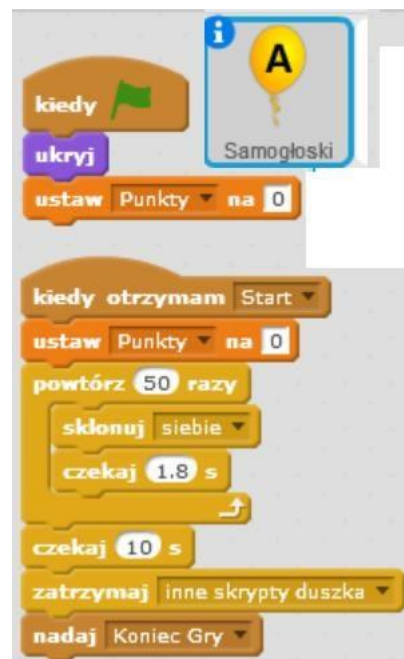 i
A
Samogłoski
kiedy
ukryj
ustaw Punkty na 0
kiedy otrzymam Start
ustaw Punkty na 0
powtórz 50 razy
sklonuj siebie
czekaj 1.8 s
czekaj 10 s
zatrzymaj inne skrypty duszka
nadaj Koniec Gry